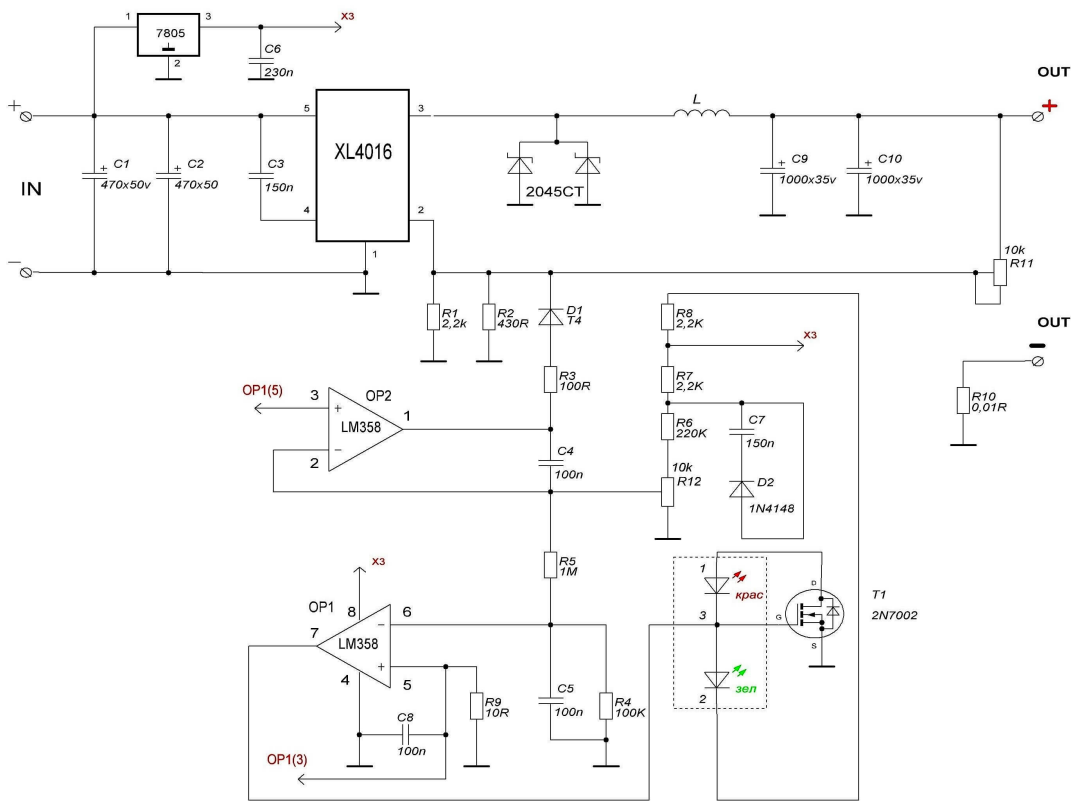 1
3
X3
7805
2
C6
230n
+
IN
−
C1
470x50v
C2
470x50
C3
150n
+
+
5
3
XL4016
4
2
1
L
2045CT
+
C9
1000x35v
+
C10
1000x35v
OUT
+
10k
R11
OUT
−
R10
0,01R
R1
2,2k
R2
430R
D1
T4
R3
100R
R8
2,2K
X3
R7
2,2K
R6
220K
C7
150n
10k
R12
D2
1N4148
OP1(5)
3
OP2
+
LM358
1
−
2
C4
100n
R5
1M
X3
OP1
8
6
7
−
LM358
+
4
5
C8
100n
R9
10R
C5
100n
R4
100K
OP1(3)
1
крас
3
зел
2
D
G
S
T1
2N7002